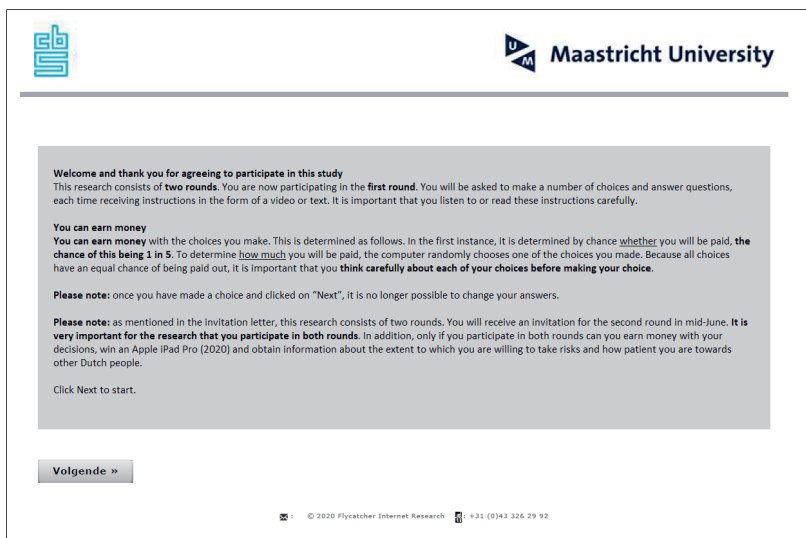 cbs
UM Maastricht University
Welcome and thank you for agreeing to participate in this study
This research consists of two rounds. You are now participating in the first round. You will be asked to make a number of choices and answer questions,
each time receiving instructions in the form of a video or text. It is important that you listen to or read these instructions carefully.
You can earn money
You can earn money with the choices you make. This is determined as follows. In the first instance, it is determined by chance whether you will be paid, the
chance of this being 1 in 5. To determine how much you will be paid, the computer randomly chooses one of the choices you made. Because all choices
have an equal chance of being paid out, it is important that you think carefully about each of your choices before making your choice.
Please note: once you have made a choice and clicked on "Next", it is no longer possible to change your answers.
Please note: as mentioned in the invitation letter, this research consists of two rounds. You will receive an invitation for the second round in mid-June. It is
very important for the research that you participate in both rounds. In addition, only if you participate in both rounds can you earn money with your
decisions, win an Apple iPad Pro (2020) and obtain information about the extent to which you are willing to take risks and how patient you are towards
other Dutch people.
Click Next to start.
Volgende »
: © 2020 Flycatcher Internet Research : +31 (0)43 326 29 92